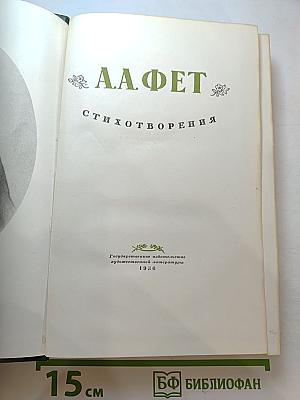 А.А.ФЕТ
СТИХОТВОРЕНИЯ
Государственное издательство
художественной литературы
1956
15 см
БФ БИБЛИОФАН